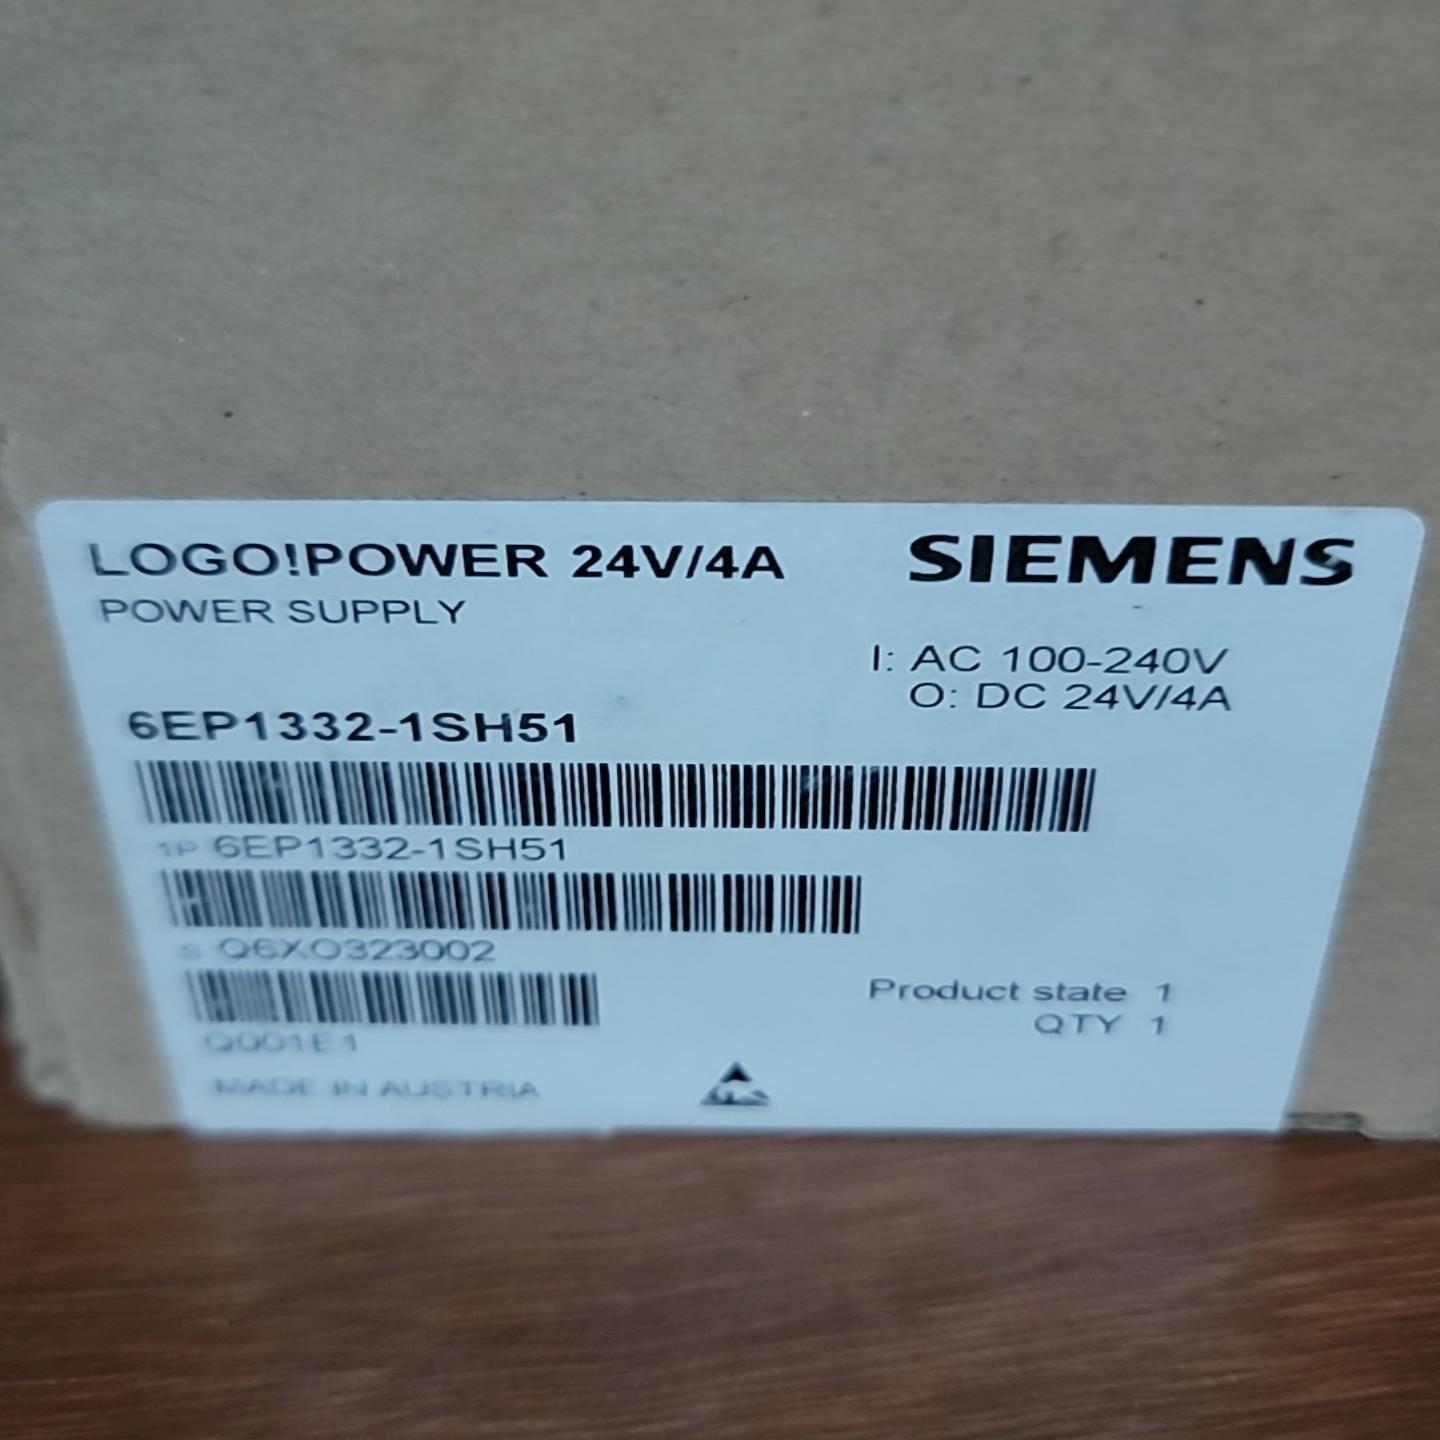 LOGO!POWER 24V/4A
SIEMENS
POWER SUPPLY
I: AC 100-240V
O: DC 24V/4A
6EP1332-1SH51
1P 6EP1332-1SH51
S Q6XO323002
Product state 1
QTY 1
Q001E1
MADE IN AUSTRIA